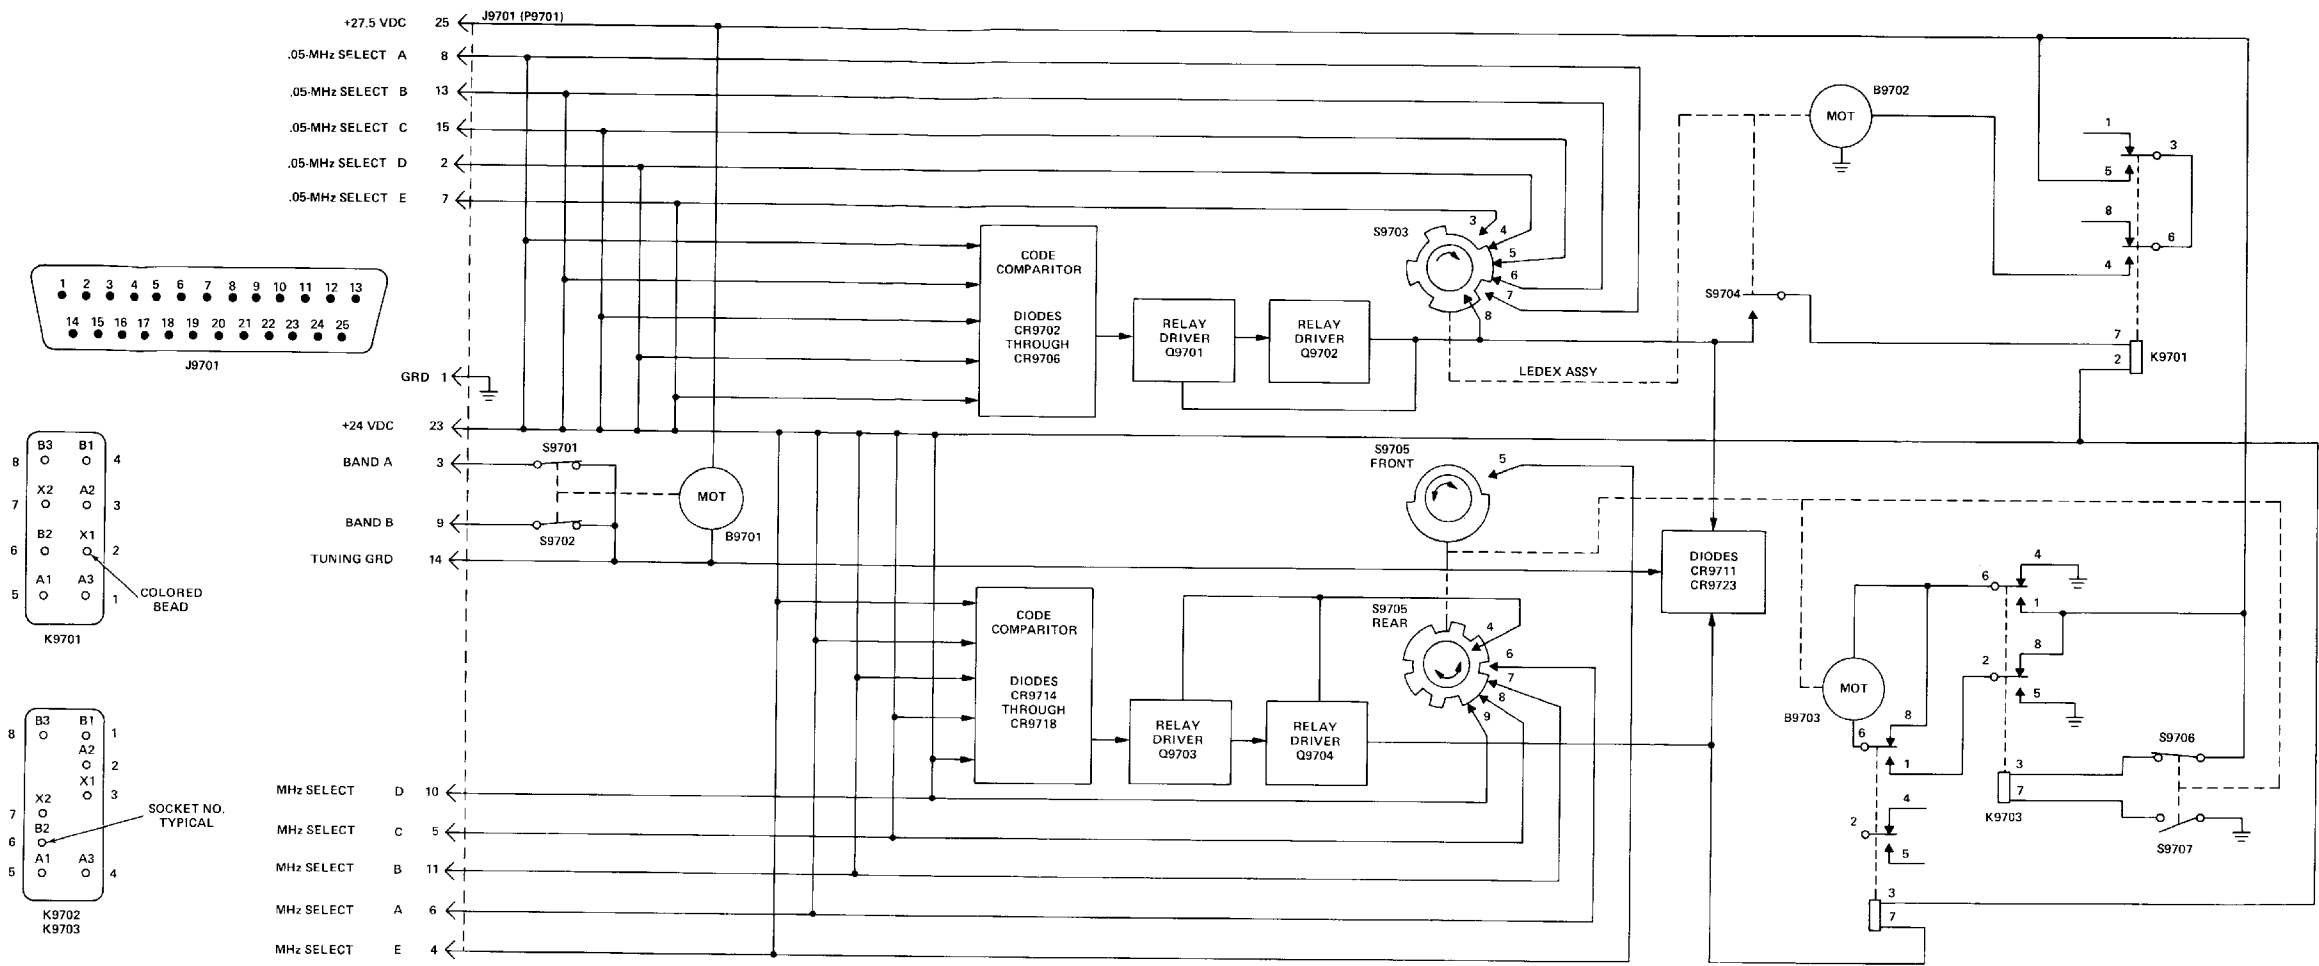 +27.5 VDC 25 J9701 (P9701)
.05-MHz SELECT A 8
.05-MHz SELECT B 13
.05-MHz SELECT C 15
.05-MHz SELECT D 2
.05-MHz SELECT E 7
GRD 1
+24 VDC 23
BAND A 3
BAND B 9
TUNING GRD 14
MHz SELECT D 10
MHz SELECT C 5
MHz SELECT B 11
MHz SELECT A 6
MHz SELECT E 4
1 2 3 4 5 6 7 8 9 10 11 12 13
14 15 16 17 18 19 20 21 22 23 24 25
J9701
B3 B1
8 4
X2 A2
7 3
B2 X1
6 2
A1 A3
5 1
COLORED
BEAD
K9701
B3 B1
8 1
A2
2
X1
3
X2
7
B2
6
A1 A3
5 4
SOCKET NO.
TYPICAL
K9702
K9703
S9701
S9702
MOT
B9701
CODE
COMPARITOR
DIODES
CR9702
THROUGH
CR9706
RELAY
DRIVER
Q9701
RELAY
DRIVER
Q9702
S9703
3
4
5
6
7
8
LEDEX ASSY
S9704
MOT
B9702
1
3
5
8
6
4
7
2
K9701
S9705
FRONT
5
DIODES
CR9711
CR9723
CODE
COMPARITOR
DIODES
CR9714
THROUGH
CR9718
RELAY
DRIVER
Q9703
RELAY
DRIVER
Q9704
S9705
REAR
4
6
7
8
9
MOT
B9703
6
8
1
4
2
5
3
7
6
4
1
8
2
5
3
7
K9703
S9706
S9707